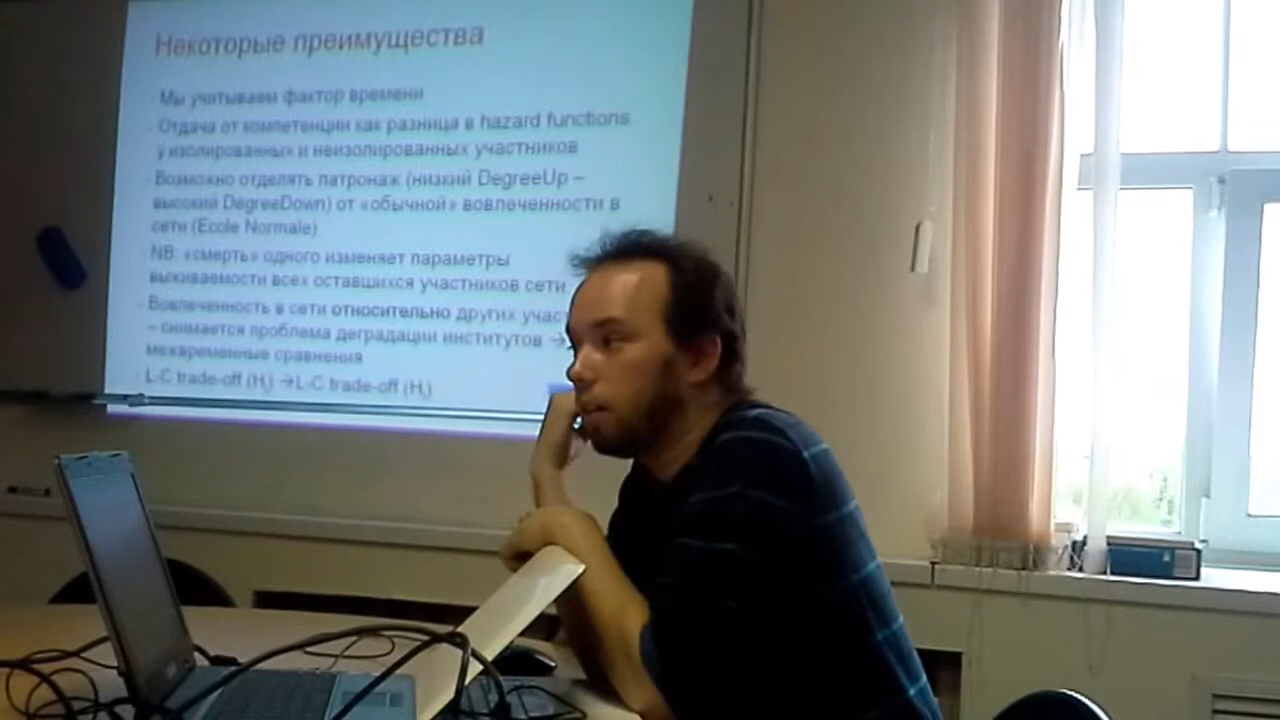 Некоторые преимущества
Мы учитываем фактор времени
Отдача от компетенции как разница в hazard functions
у изолированных и неизолированных участников
Возможно отделять патронаж (низкий DegreeUp –
высокий DegreeDown) от «обычной» вовлеченности в
сети (Ecole Normale)
NB: «смерть» одного изменяет параметры
выживаемости всех оставшихся участников сети
Вовлеченность в сети относительно других учас
– снимается проблема деградации институтов →
межвременные сравнения
L-C trade-off (H) → L-C trade-off (H)